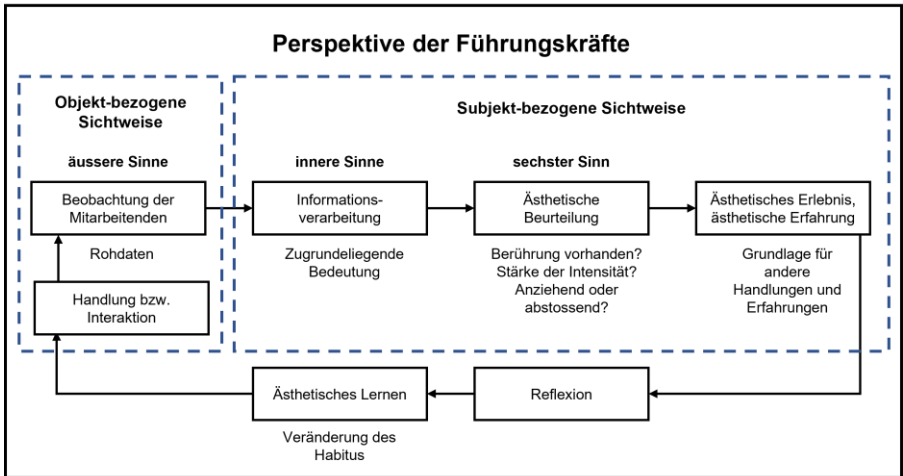 Perspektive der Führungskräfte
Objekt-bezogene
Sichtweise
Subjekt-bezogene Sichtweise
äussere Sinne
innere Sinne
sechster Sinn
Beobachtung der
Mitarbeitenden
Informations-
verarbeitung
Ästhetische
Beurteilung
Ästhetisches Erlebnis,
ästhetische Erfahrung
Rohdaten
Zugrundeliegende
Bedeutung
Berührung vorhanden?
Stärke der Intensität?
Anziehend oder
abstossend?
Grundlage für
andere
Handlungen und
Erfahrungen
Handlung bzw.
Interaktion
Ästhetisches Lernen
Reflexion
Veränderung des
Habitus